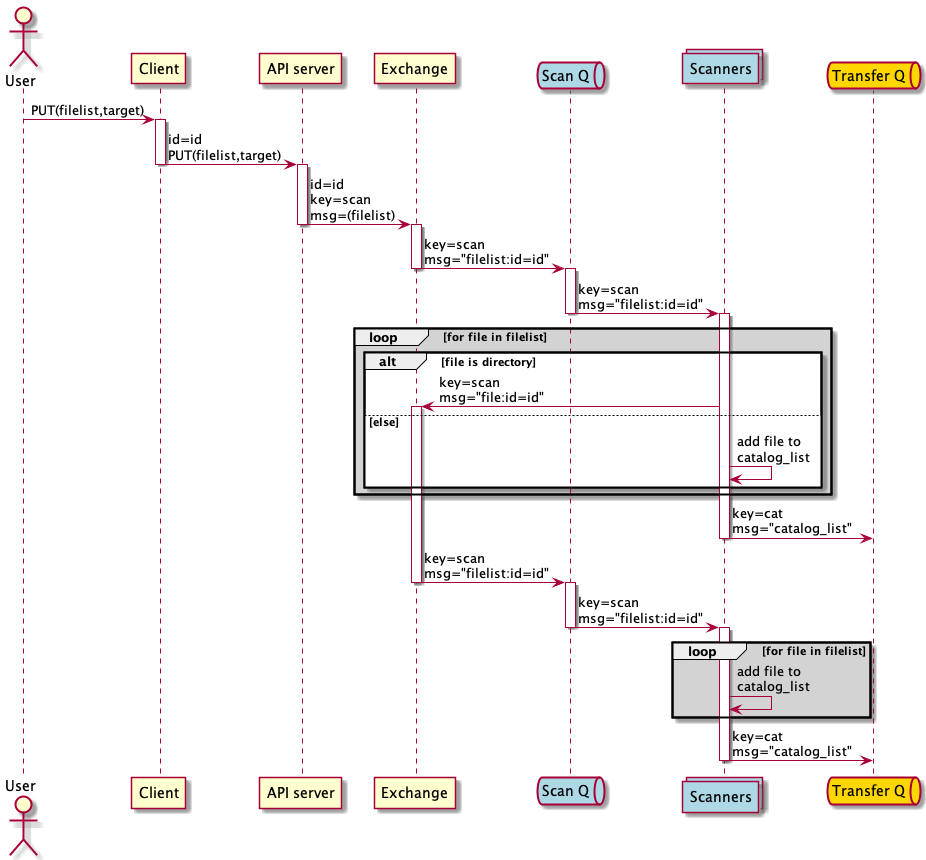 User
Client
API server
Exchange
Scan Q
Scanners
Transfer Q
PUT(filelist,target)
id=id
PUT(filelist,target)
id=id
key=scan
msg=(filelist)
key=scan
msg="filelist:id=id"
key=scan
msg="filelist:id=id"
loop
[for file in filelist]
alt
[file is directory]
key=scan
msg="file:id=id"
[else]
add file to
catalog_list
key=cat
msg="catalog_list"
key=scan
msg="filelist:id=id"
key=scan
msg="filelist:id=id"
loop
[for file in filelist]
add file to
catalog_list
key=cat
msg="catalog_list"
User
Client
API server
Exchange
Scan Q
Scanners
Transfer Q